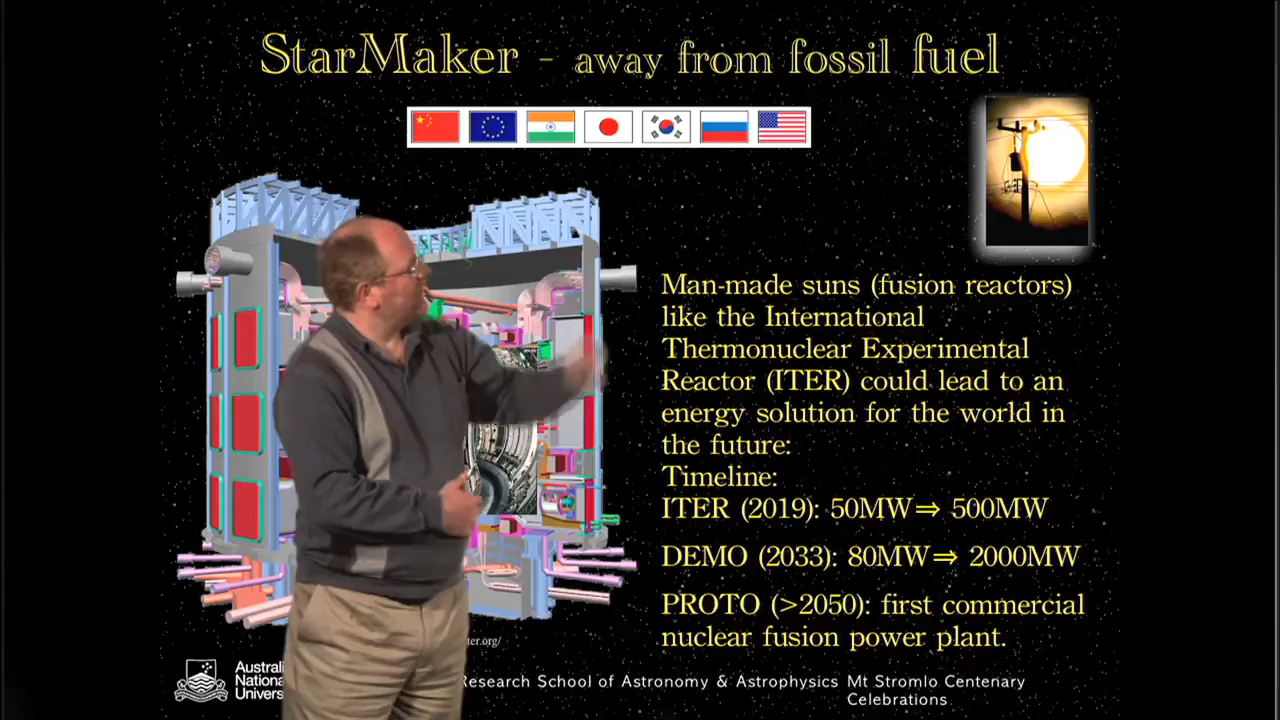 StarMaker - away from fossil fuel
Man-made suns (fusion reactors)
like the International
Thermonuclear Experimental
Reactor (ITER) could lead to an
energy solution for the world in
the future:
Timeline:
ITER (2019): 50MW⇒ 500MW
DEMO (2033): 80MW⇒ 2000MW
PROTO (>2050): first commercial
nuclear fusion power plant.
ter.org/
Australi
National
Univers
Research School of Astronomy & Astrophysics
Mt Stromlo Centenary
Celebrations